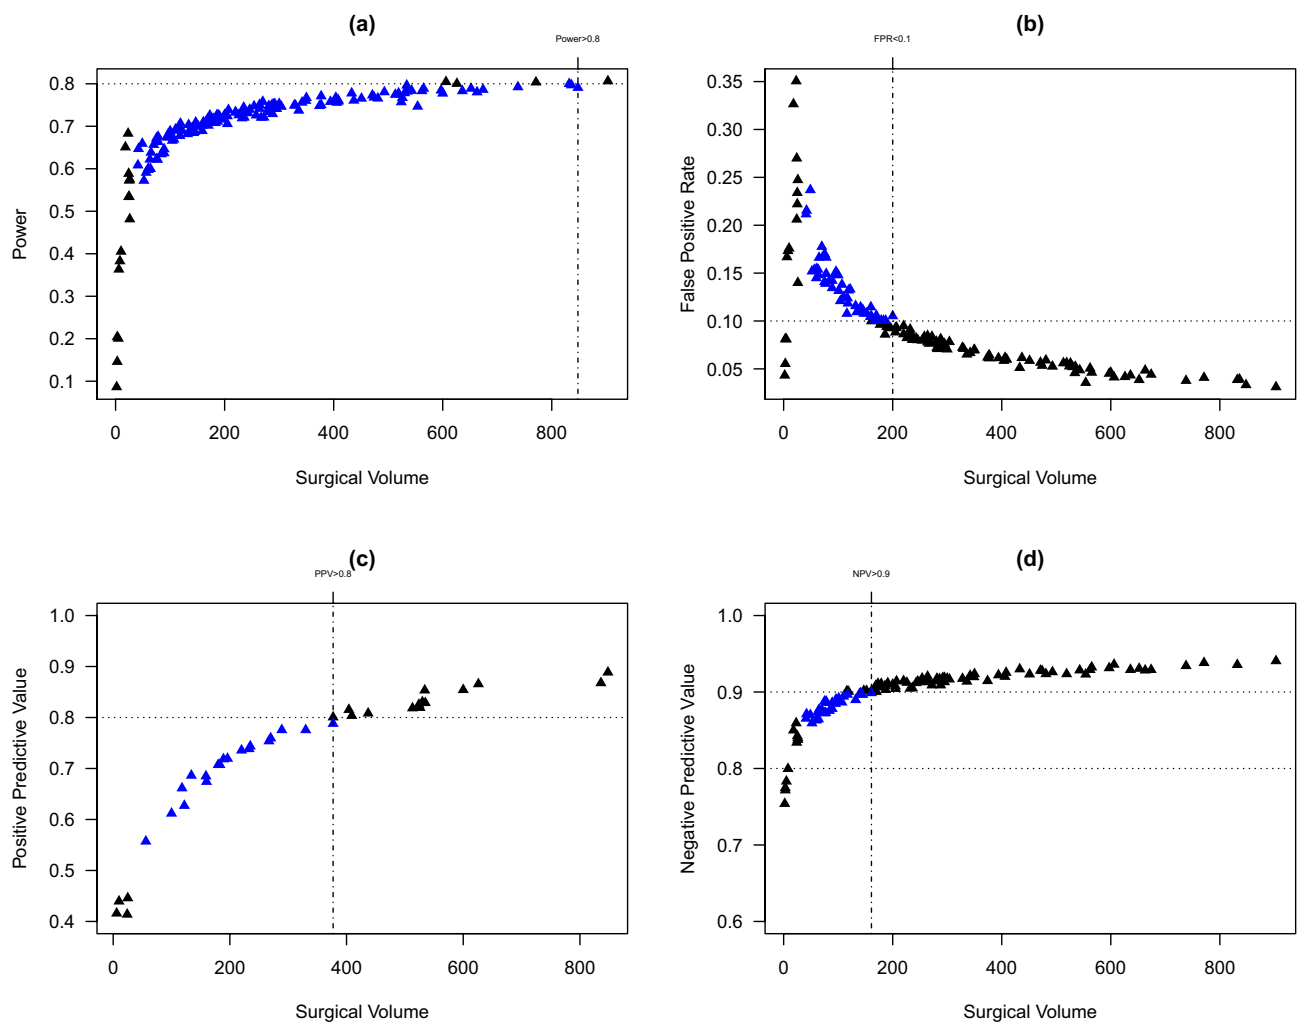 (a)
Power>0.8
Power
0.8
0.7
0.6
0.5
0.4
0.3
0.2
0.1
0 200 400 600 800
Surgical Volume
(b)
FPR<0.1
False Positive Rate
0.35
0.30
0.25
0.20
0.15
0.10
0.05
0 200 400 600 800
Surgical Volume
(c)
PPV>0.8
Positive Predictive Value
1.0
0.9
0.8
0.7
0.6
0.5
0.4
0 200 400 600 800
Surgical Volume
(d)
NPV>0.9
Negative Predictive Value
1.0
0.9
0.8
0.7
0.6
0 200 400 600 800
Surgical Volume